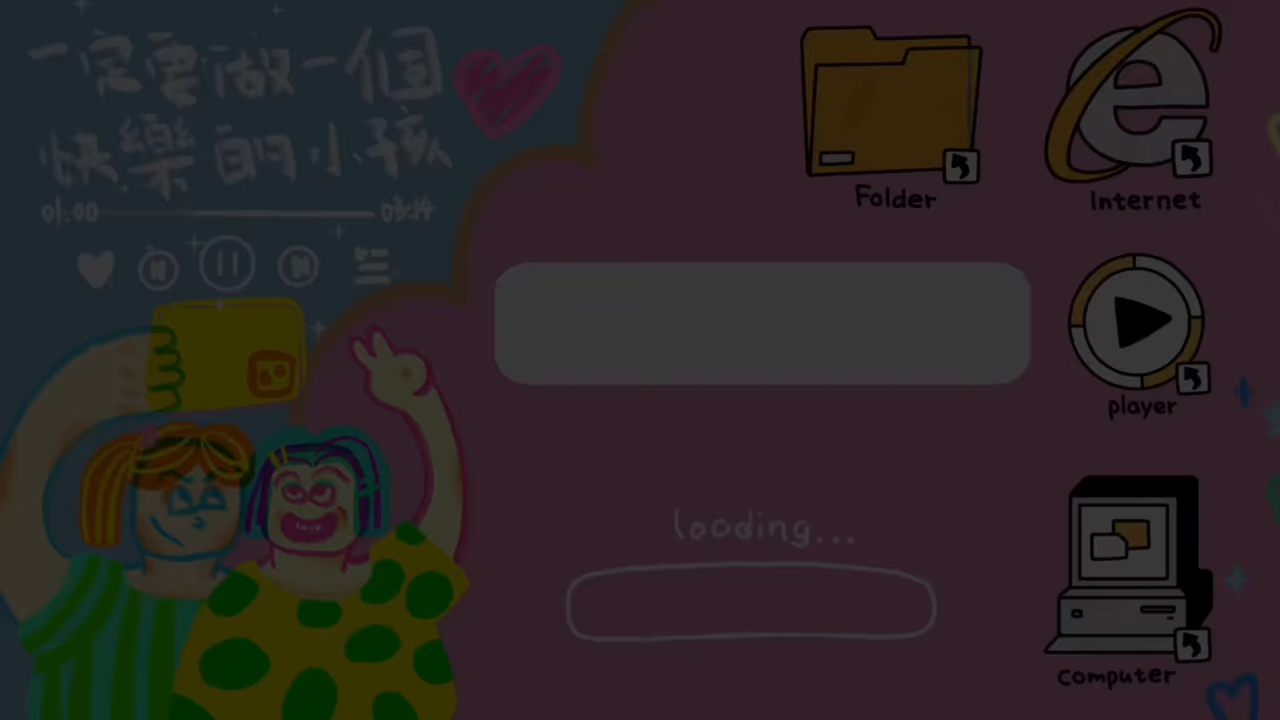 一定要做一個
快樂的小孩
01:00
03:14
Folder
Internet
player
loading...
Computer